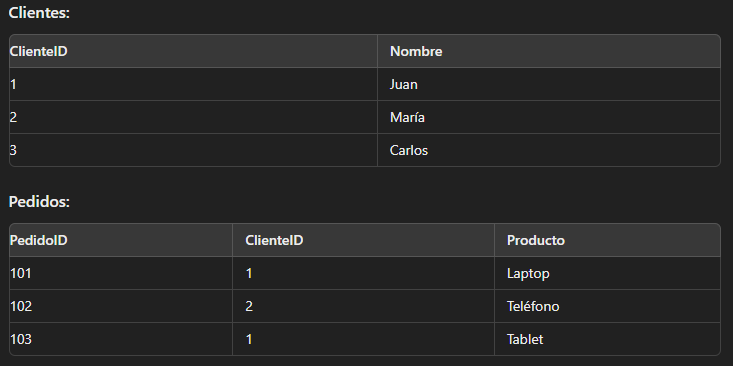 Clientes:
ClienteID Nombre
1 Juan
2 María
3 Carlos
Pedidos:
PedidoID ClienteID Producto
101 1 Laptop
102 2 Teléfono
103 1 Tablet